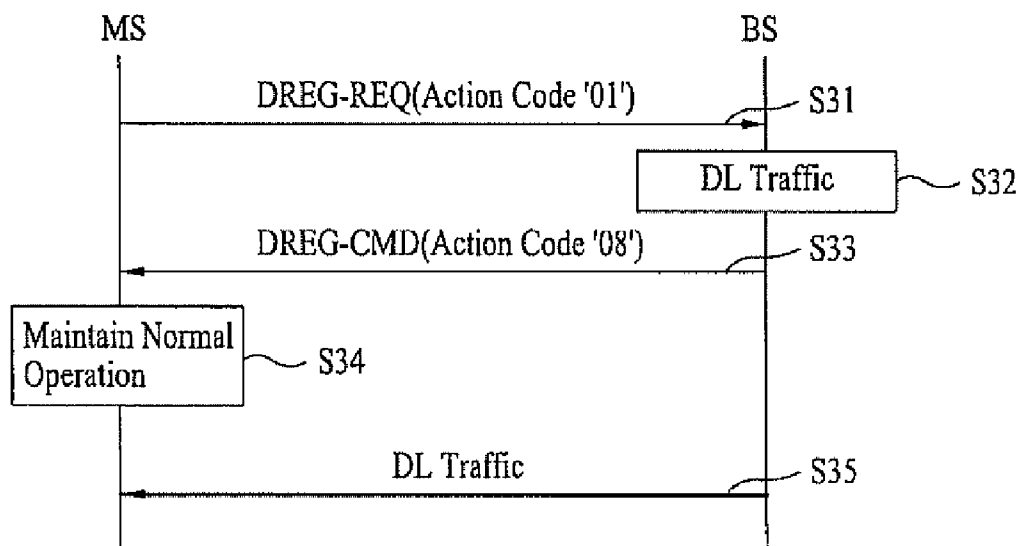 MS
BS
DREG-REQ(Action Code '01')
S31
DL Traffic
S32
DREG-CMD(Action Code '08')
S33
Maintain Normal
Operation
S34
DL Traffic
S35